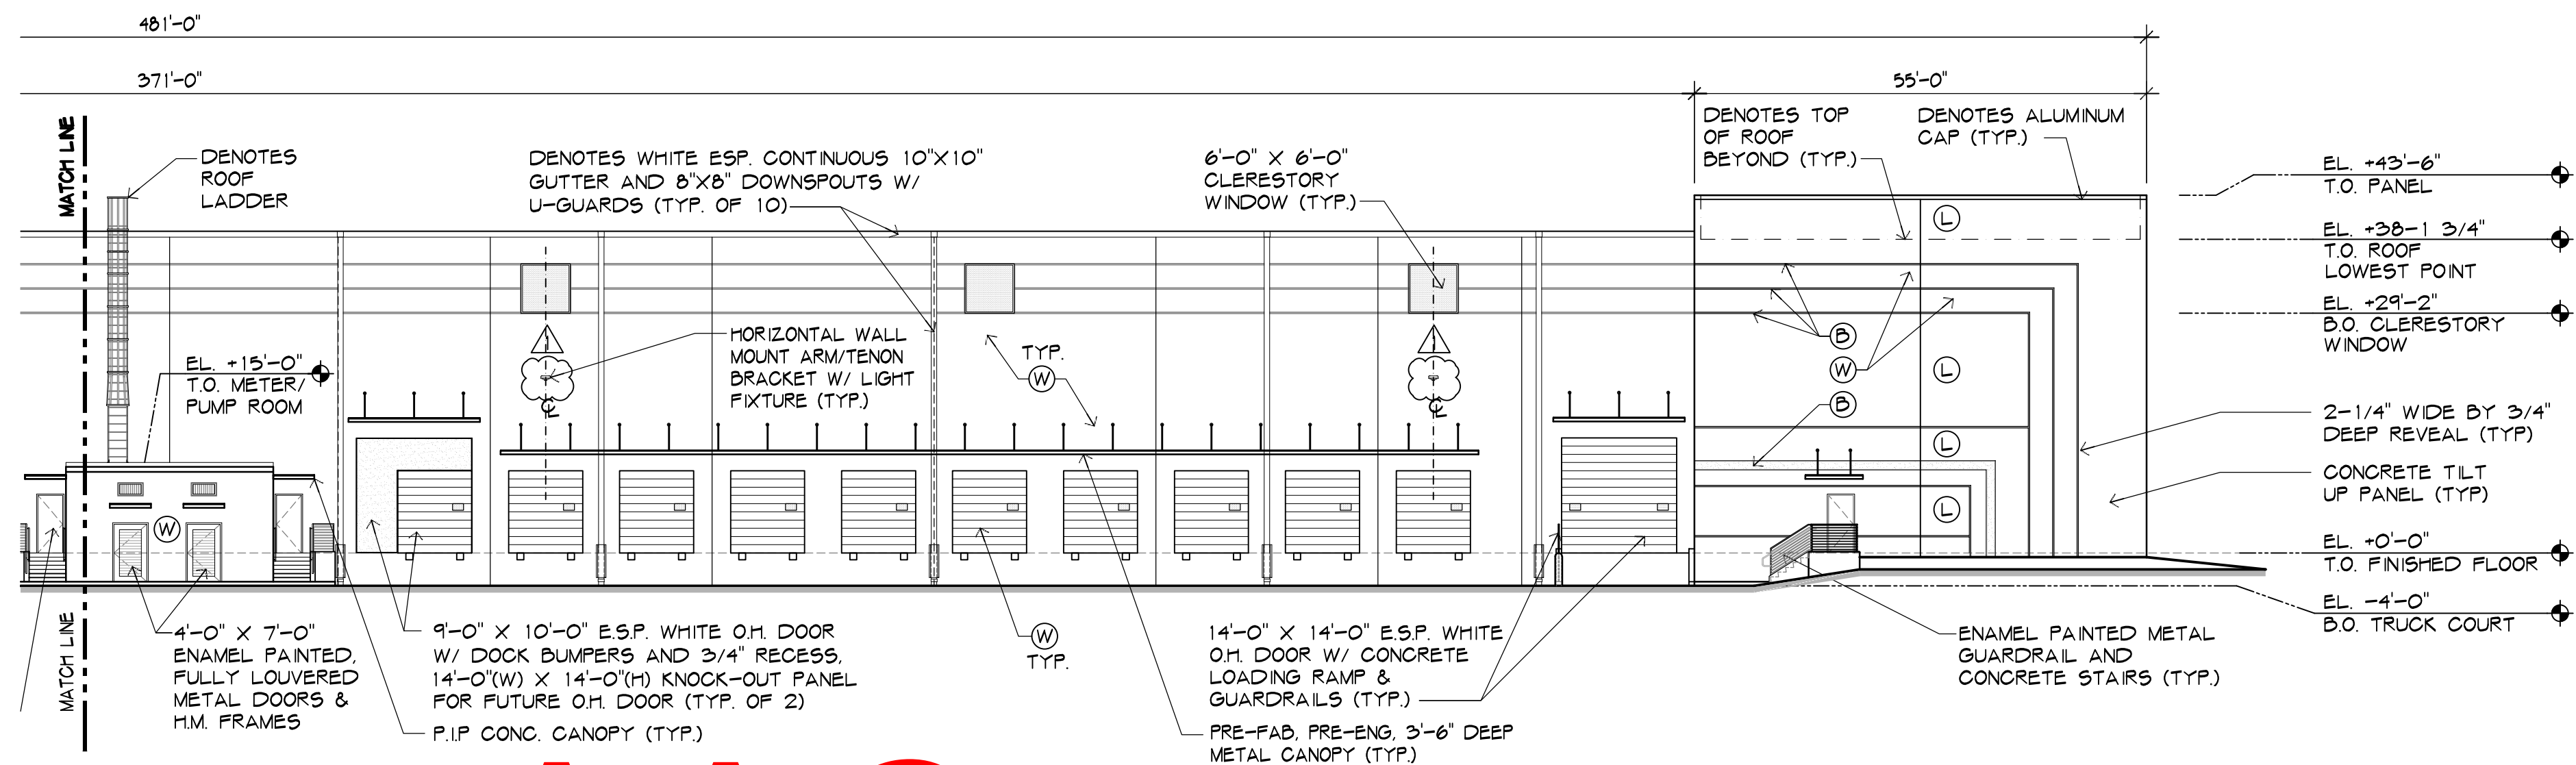 481'-0"
371'-0"
55'-0"
MATCH LINE
DENOTES
ROOF
LADDER
DENOTES WHITE ESP. CONTINUOUS 10"X10"
GUTTER AND 8"X8" DOWNSPOUTS W/
U-GUARDS (TYP. OF 10)
6'-0" X 6'-0"
CLERESTORY
WINDOW (TYP.)
DENOTES TOP
OF ROOF
BEYOND (TYP.)
DENOTES ALUMINUM
CAP (TYP.)
EL. +43'-6"
T.O. PANEL
EL. +38-1 3/4"
T.O. ROOF
LOWEST POINT
EL. +29'-2"
B.O. CLERESTORY
WINDOW
L
1
1
HORIZONTAL WALL
MOUNT ARM/TENON
BRACKET W/ LIGHT
FIXTURE (TYP.)
TYP.
W
EL. +15'-0"
T.O. METER/
PUMP ROOM
CL
CL
B
W
B
L
L
L
2-1/4" WIDE BY 3/4"
DEEP REVEAL (TYP)
CONCRETE TILT
UP PANEL (TYP)
W
EL. +0'-0"
T.O. FINISHED FLOOR
EL. -4'-0"
B.O. TRUCK COURT
MATCH LINE
4'-0" X 7'-0"
ENAMEL PAINTED,
FULLY LOUVERED
METAL DOORS &
H.M. FRAMES
9'-0" X 10'-0" E.S.P. WHITE O.H. DOOR
W/ DOCK BUMPERS AND 3/4" RECESS,
14'-0"(W) X 14'-0"(H) KNOCK-OUT PANEL
FOR FUTURE O.H. DOOR (TYP. OF 2)
P.I.P CONC. CANOPY (TYP.)
W
TYP.
14'-0" X 14'-0" E.S.P. WHITE
O.H. DOOR W/ CONCRETE
LOADING RAMP &
GUARDRAILS (TYP.)
PRE-FAB, PRE-ENG, 3'-6" DEEP
METAL CANOPY (TYP.)
ENAMEL PAINTED METAL
GUARDRAIL AND
CONCRETE STAIRS (TYP.)